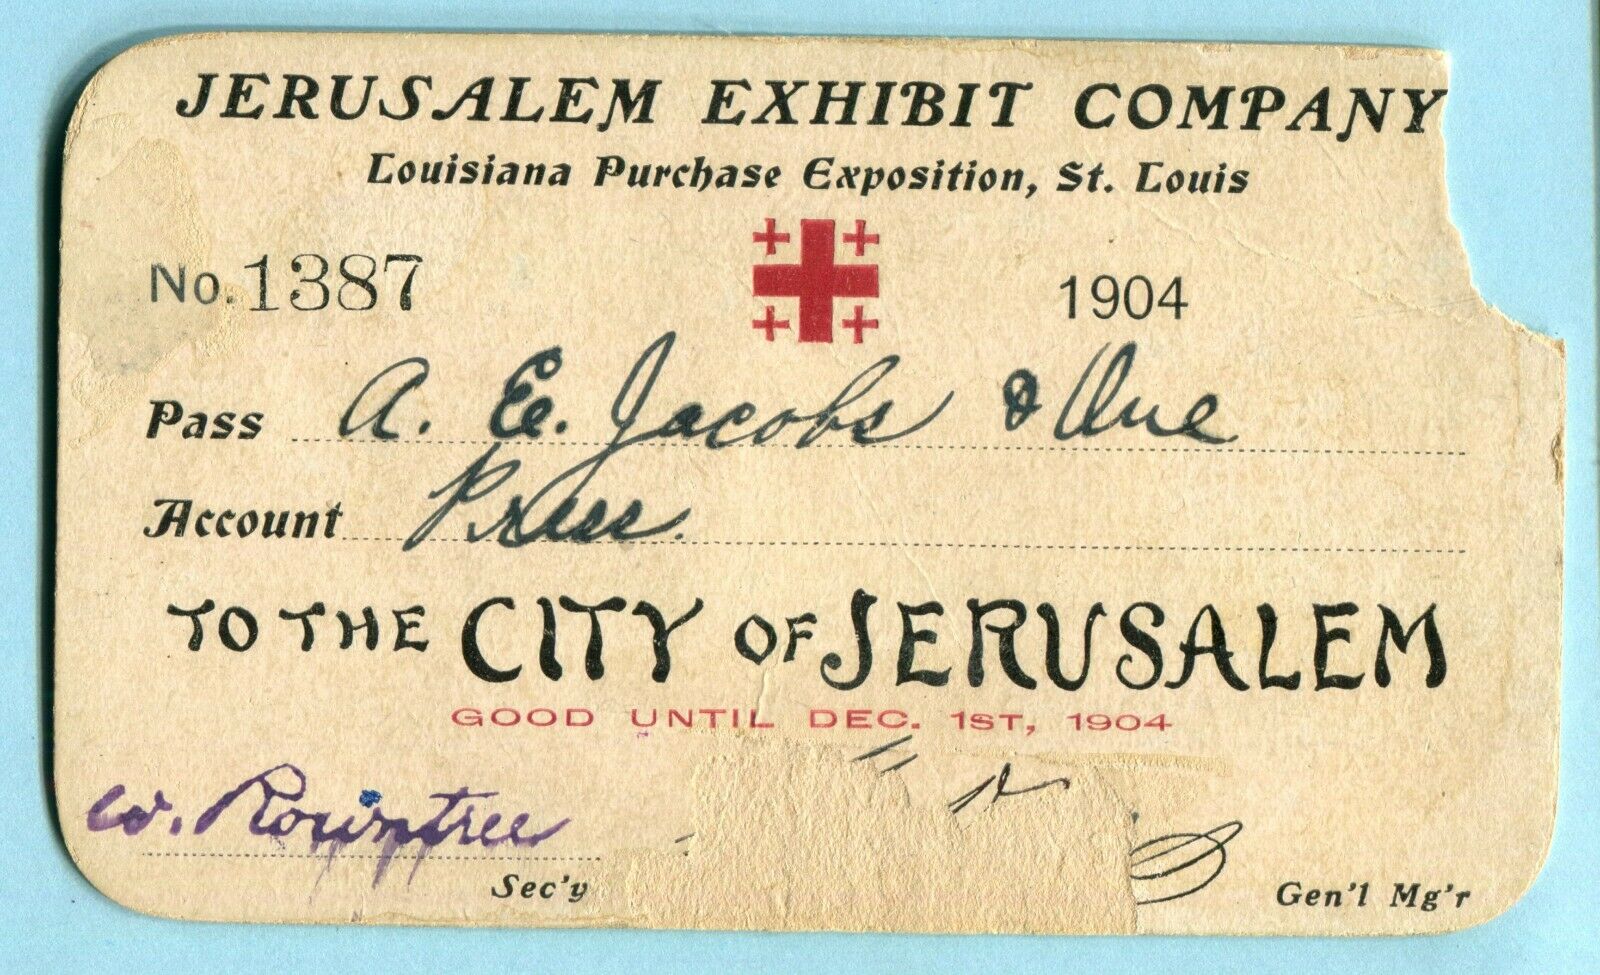 JERUSALEM EXHIBIT COMPANY
Louisiana Purchase Exposition, St. Louis
No. 1387 1904
Pass A. E. Jacobs & One
Account Press.
TO THE CITY OF JERUSALEM
GOOD UNTIL DEC. 1ST, 1904
W. Rowntree
Sec'y Gen'l Mg'r